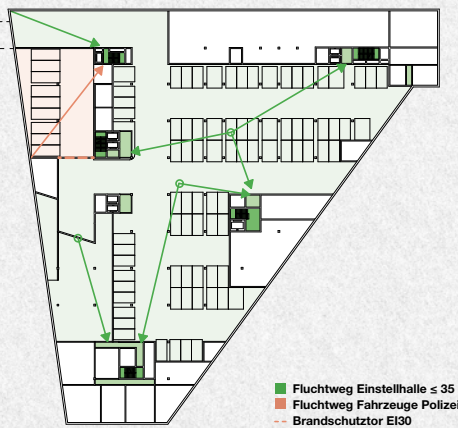 Fluchtweg Einstellhalle ≤ 35
Fluchtweg Fahrzeuge Polizei
Brandschutztor EI30